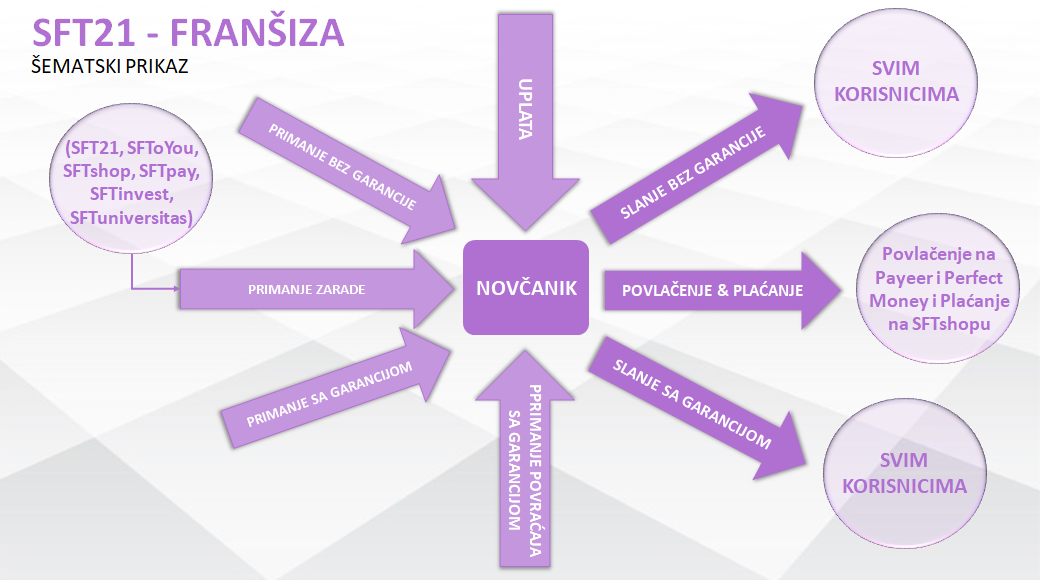 SFT21 - FRANŠIZA
ŠEMATSKI PRIKAZ
UPLATA
SVIM
KORISNICIMA
(SFT21, SFToYou,
SFTshop, SFTpay,
SFTinvest,
SFTuniversitas)
PRIMANJE BEZ GARANCIJE
SLANJE BEZ GARANCIJE
PRIMANJE ZARADE
NOVČANIK
POVLAČENJE & PLAĆANJE
Povlačenje na
Payeer i Perfect
Money i Plaćanje
na SFTshopu
PRIMANJE SA GARANCIJOM
PPRIMANJE POVRAĆAJA
SA GARANCIJOM
SLANJE SA GARANCIJOM
SVIM
KORISNICIMA